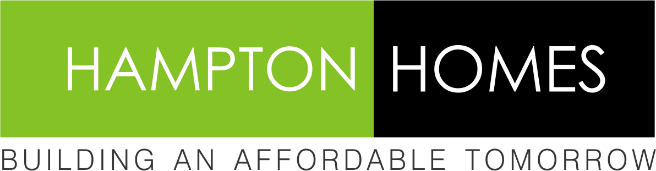 HAMPTON HOMES
BUILDING AN AFFORDABLE TOMORROW